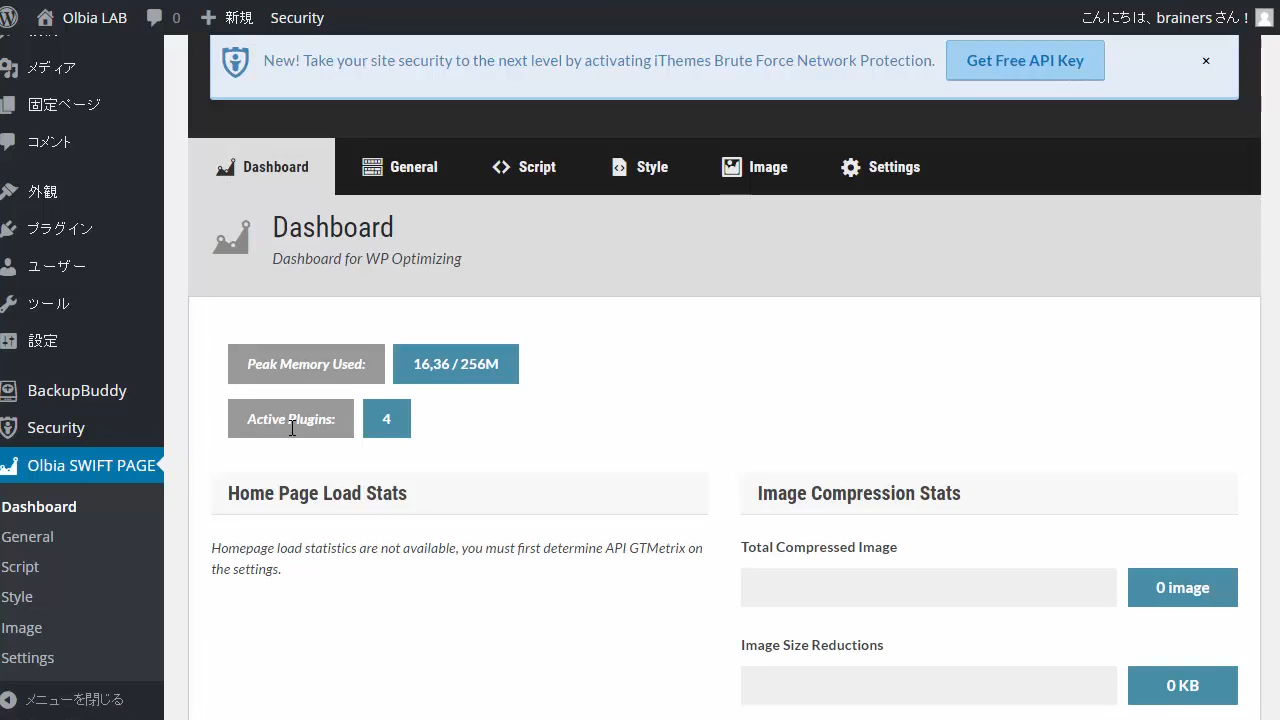 Olbia LAB 0 新規 Security こんにちは、brainers さん！
New! Take your site security to the next level by activating iThemes Brute Force Network Protection. Get Free API Key ×
メディア
固定ページ
コメント
外観
プラグイン
ユーザー
ツール
設定
BackupBuddy
Security
Olbia SWIFT PAGE
Dashboard
General
Script
Style
Image
Settings
メニューを閉じる
Dashboard General Script Style Image Settings
Dashboard
Dashboard for WP Optimizing
Peak Memory Used: 16,36 / 256M
Active Plugins: 4
Home Page Load Stats
Homepage load statistics are not available, you must first determine API GTMetrix on
the settings.
Image Compression Stats
Total Compressed Image
0 image
Image Size Reductions
0 KB